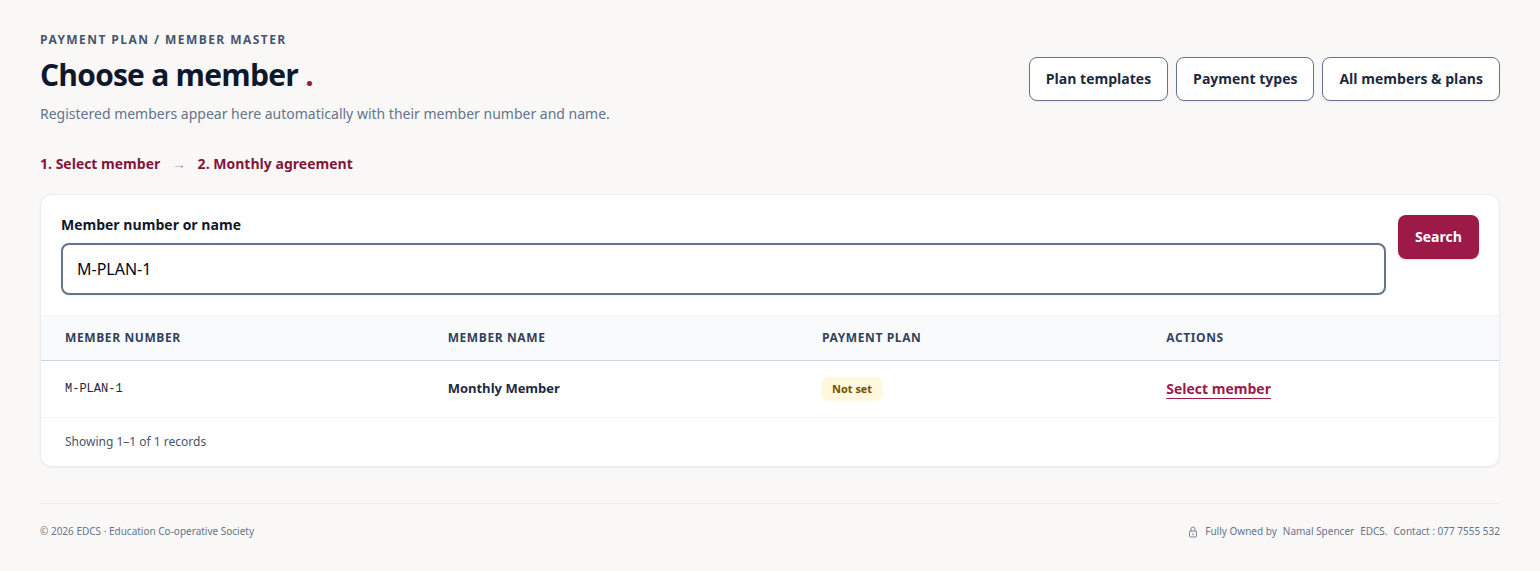 PAYMENT PLAN / MEMBER MASTER
Choose a member .
Plan templates
Payment types
All members & plans
Registered members appear here automatically with their member number and name.
1. Select member → 2. Monthly agreement
Member number or name
M-PLAN-1
Search
MEMBER NUMBER MEMBER NAME PAYMENT PLAN ACTIONS
M-PLAN-1 Monthly Member Not set Select member
Showing 1–1 of 1 records
© 2026 EDCS · Education Co-operative Society
Fully Owned by Namal Spencer EDCS. Contact : 077 7555 532